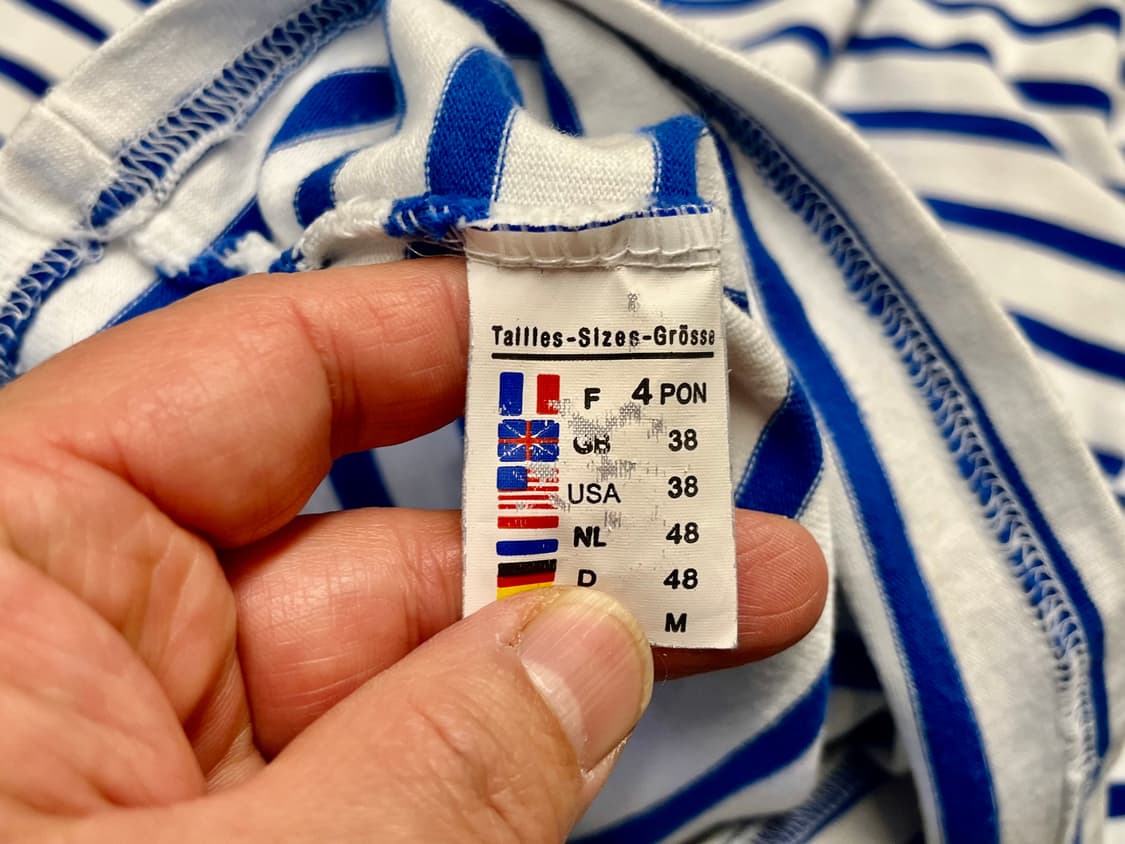 Tailles-Sizes-Grösse
F 4 PON
GB 38
USA 38
NL 48
D 48
M